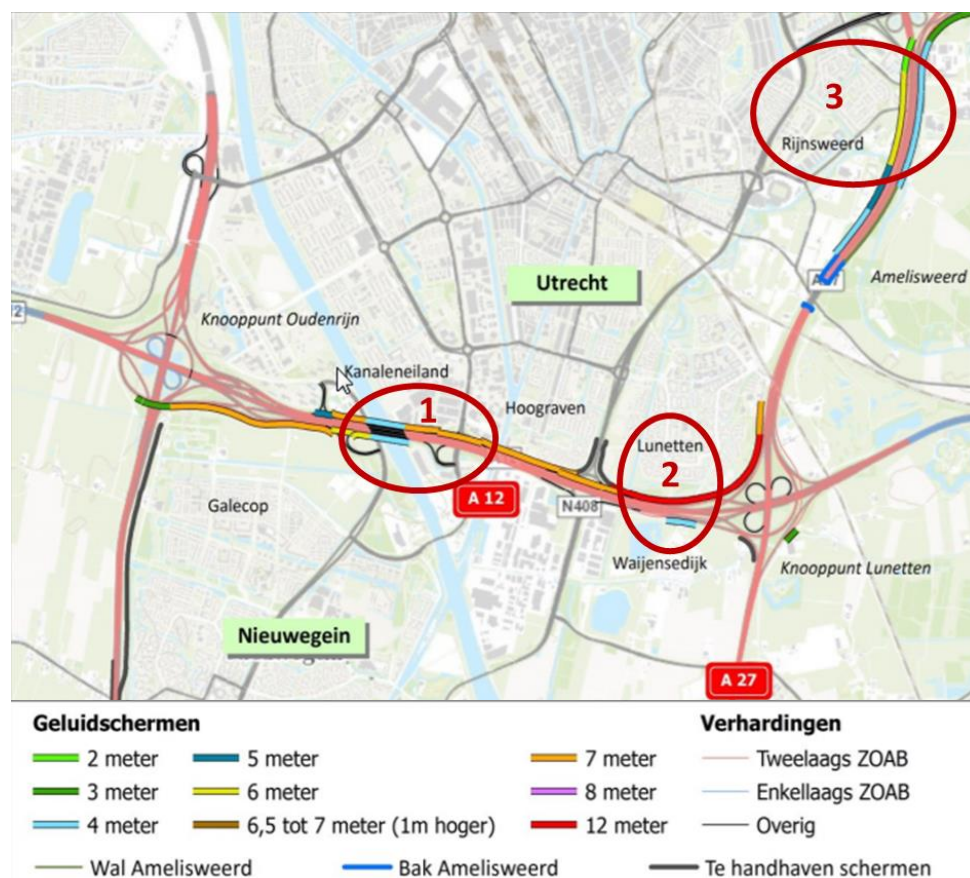 3
Rijnsweerd
Utrecht
Amelisweerd
2
Knooppunt Oudenrijn
Kanaleneiland
1
Hoograven
Lunetten
2
Galecop
A 12
N408
Waijensedijk
Knooppunt Lunetten
Nieuwegein
A 27
Geluidschermen
Verhardingen
2 meter
5 meter
7 meter
Tweelaags ZOAB
3 meter
6 meter
8 meter
Enkellaags ZOAB
4 meter
6,5 tot 7 meter (1m hoger)
12 meter
Overig
Wal Amelisweerd
Bak Amelisweerd
Te handhaven schermen